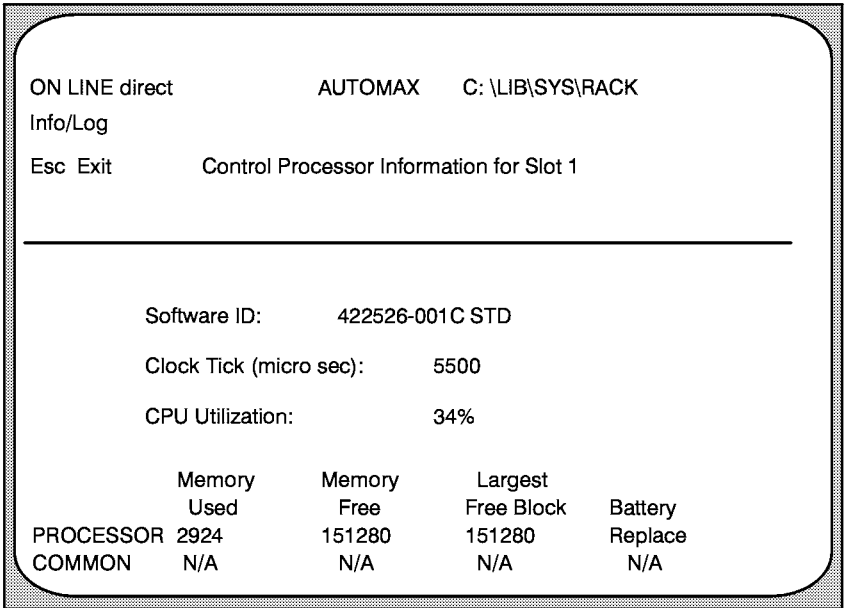 ON LINE direct AUTOMAX C: \LIB\SYS\RACK
Info/Log
Esc Exit Control Processor Information for Slot 1
Software ID: 422526-001C STD
Clock Tick (micro sec): 5500
CPU Utilization: 34%
Memory Memory Largest
Used Free Free Block Battery
PROCESSOR 2924 151280 151280 Replace
COMMON N/A N/A N/A N/A